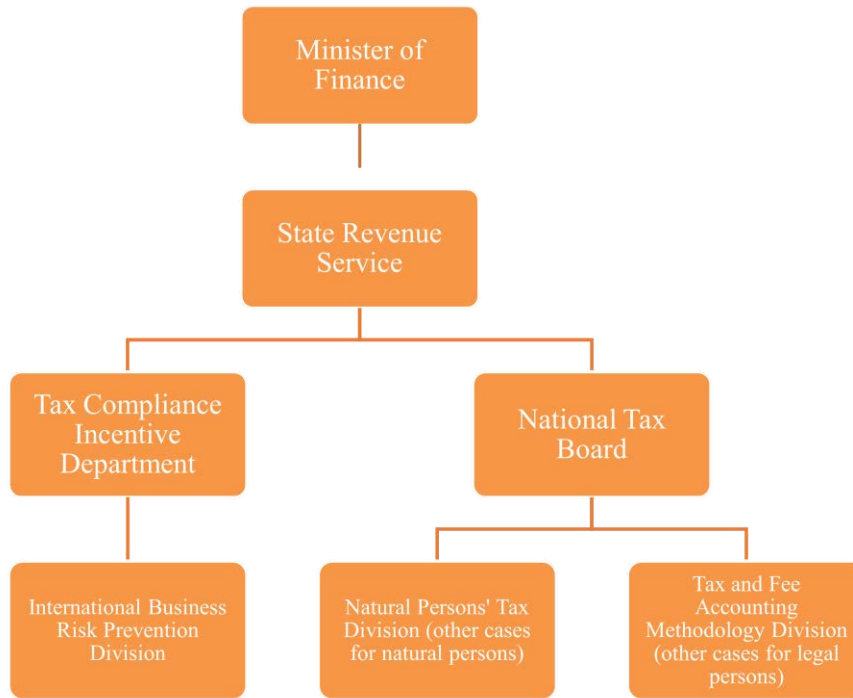 Minister of
Finance
State Revenue
Service
Tax Compliance
Incentive
Department
National Tax
Board
International Business
Risk Prevention
Division
Natural Persons' Tax
Division (other cases
for natural persons)
Tax and Fee
Accounting
Methodology Division
(other cases for legal
persons)